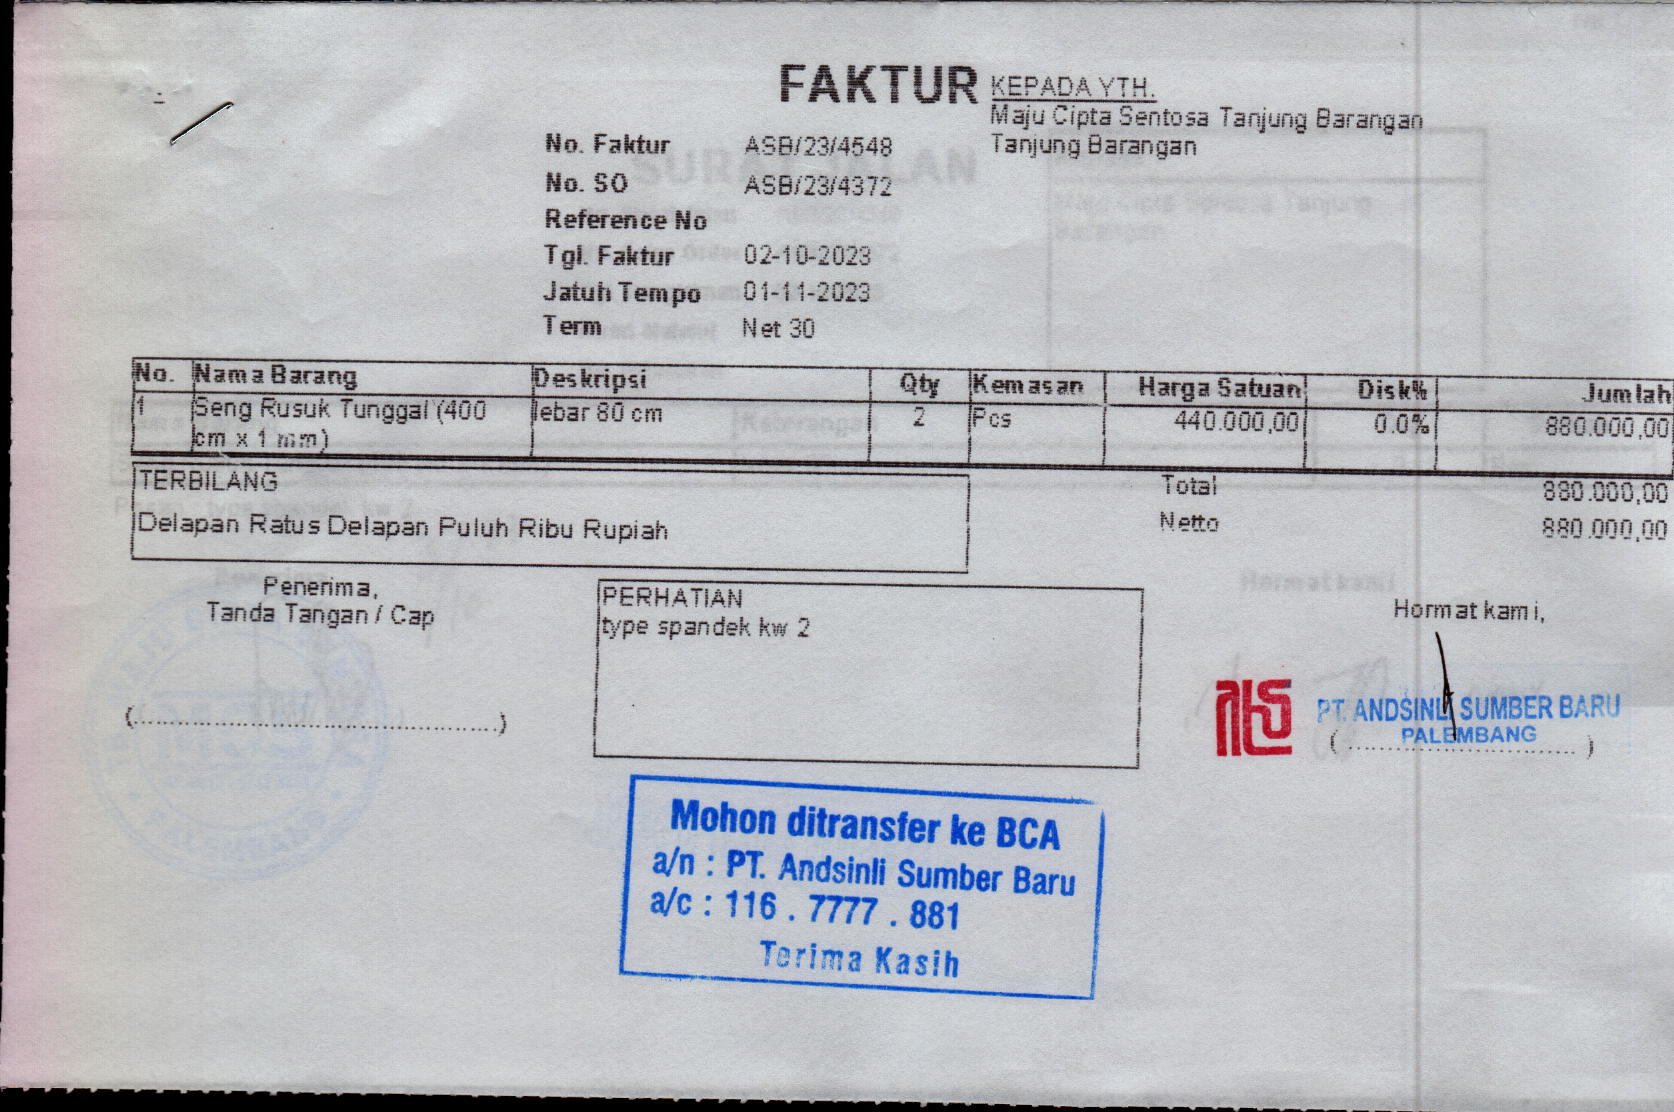 FAKTUR
KEPADA YTH.
Maju Cipta Sentosa Tanjung Barangan
Tanjung Barangan
No. Faktur ASB/23/4548
No. SO ASB/23/4372
Reference No
Tgl. Faktur 02-10-2023
Jatuh Tempo 01-11-2023
Term Net 30
No. Nama Barang Deskripsi Qty Kemasan Harga Satuan Disk% Jumlah
1 Seng Rusuk Tunggal (400 lebar 80 cm 2 Pcs 440.000,00 0.0% 880.000,00
cm x 1 mm)
TERBILANG
Delapan Ratus Delapan Puluh Ribu Rupiah
Total 880.000,00
Netto 880.000,00
Penerima,
Tanda Tangan / Cap
(..........................................)
PERHATIAN
type spandek kw 2
Hormat kami,
PT. ANDSINLI SUMBER BARU
PALEMBANG
(..............................)
Mohon ditransfer ke BCA
a/n : PT. Andsinli Sumber Baru
a/c : 116 . 7777 . 881
Terima Kasih